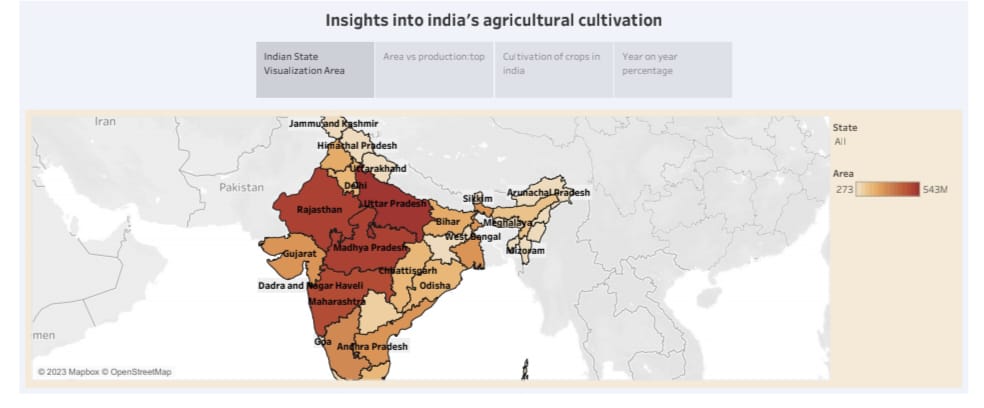 Insights into india's agricultural cultivation
Indian State
Visualization Area
Area vs production:top
Cultivation of crops in
india
Year on year
percentage
Iran
Jammu and Kashmir
State
All
Himachal Pradesh
Uttarakhand
Area
Pakistan
Delhi
273
543M
Sikkim
Arunachal Pradesh
Rajasthan
Uttar Pradesh
Bihar
Meghalaya
West Bengal
Madhya Pradesh
Mizoram
Gujarat
Chhattisgarh
Dadra and Nagar Haveli
Odisha
Maharashtra
men
Goa
Andhra Pradesh
© 2023 Mapbox © OpenStreetMap